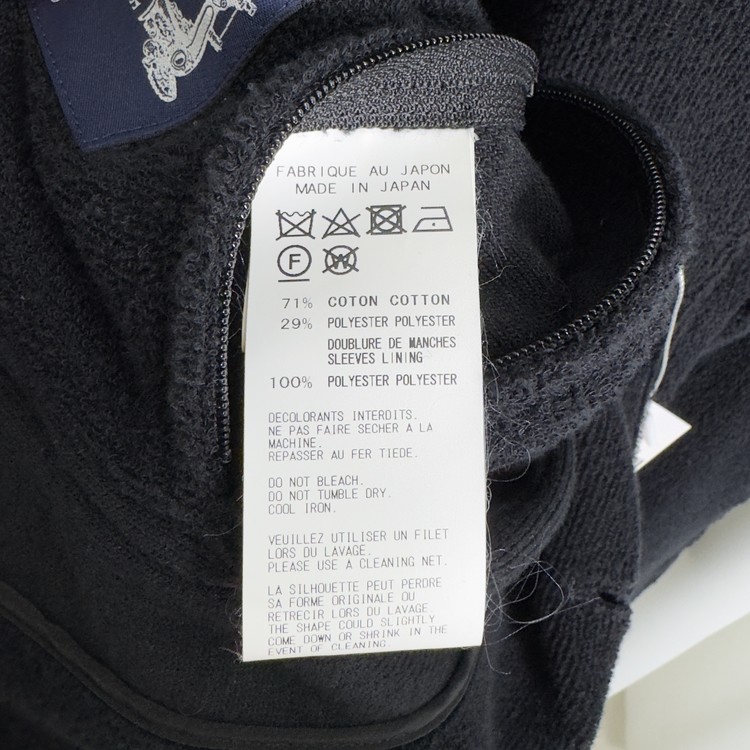 FABRIQUE AU JAPON
MADE IN JAPAN
F W
71% COTON COTTON
29% POLYESTER POLYESTER
DOUBLURE DE MANCHES
SLEEVES LINING
100% POLYESTER POLYESTER
DECOLORANTS INTERDITS.
NE PAS FAIRE SECHER A LA
MACHINE.
REPASSER AU FER TIEDE.
DO NOT BLEACH.
DO NOT TUMBLE DRY.
COOL IRON.
VEUILLEZ UTILISER UN FILET
LORS DU LAVAGE.
PLEASE USE A CLEANING NET.
LA SILHOUETTE PEUT PERDRE
SA FORME ORIGINALE OU
RETRECIR LORS DU LAVAGE.
THE SHAPE COULD SLIGHTLY
COME DOWN OR SHRINK IN THE
EVENT OF CLEANING.